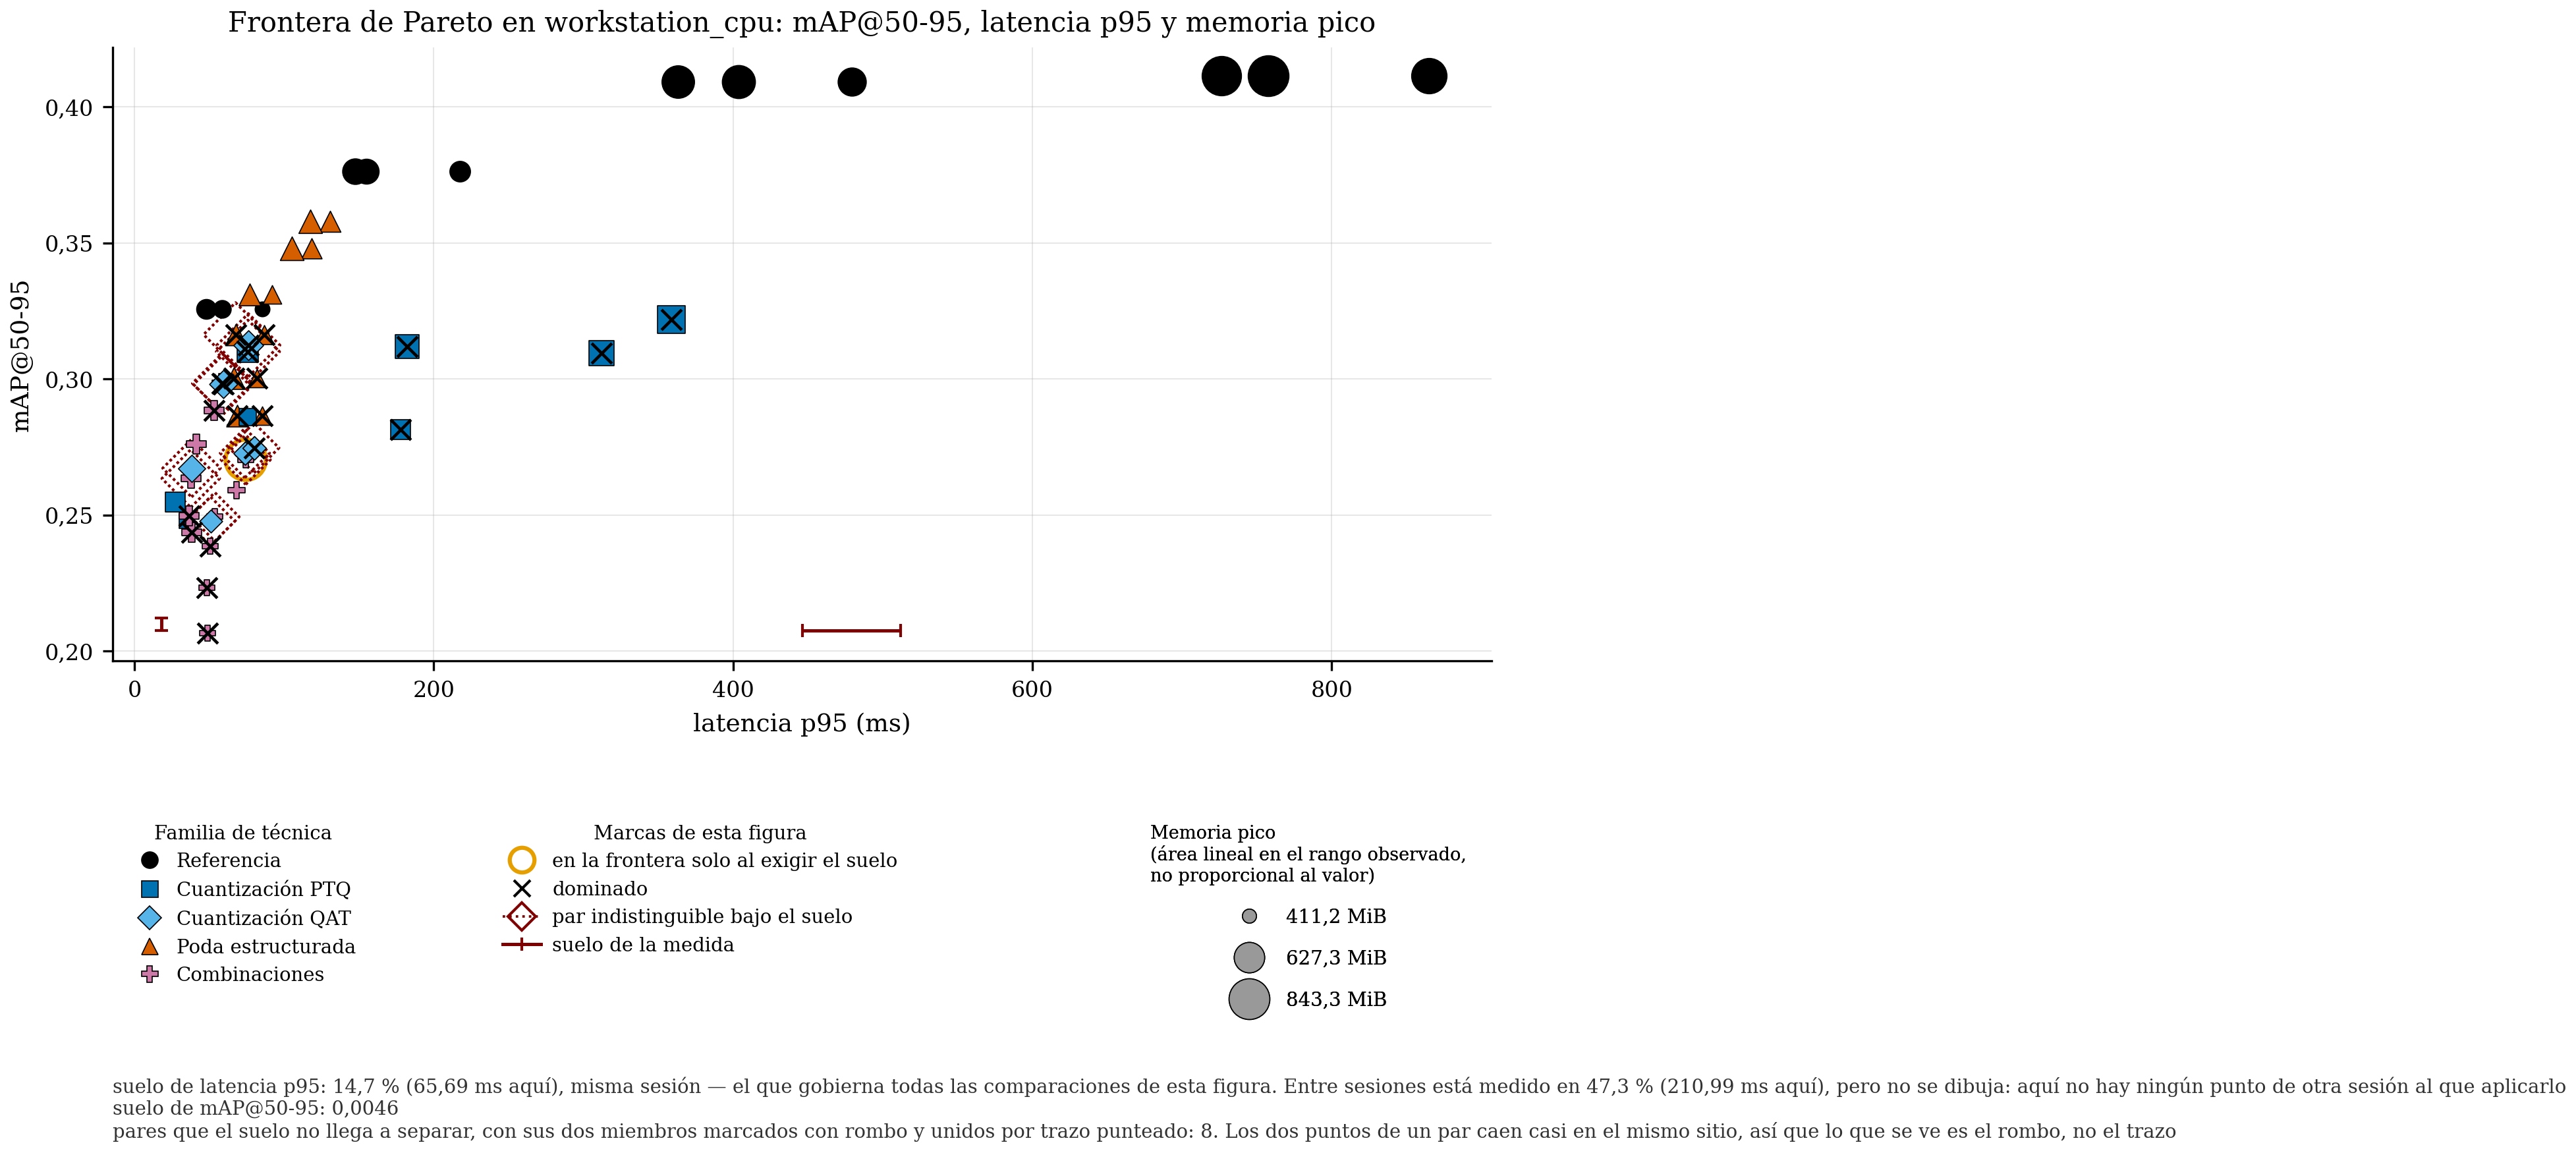 Frontera de Pareto en workstation_cpu: mAP@50-95, latencia p95 y memoria pico
mAP@50-95
0,40
0,35
0,30
0,25
0,20
0
200
400
600
800
latencia p95 (ms)
Familia de técnica
Referencia
Cuantización PTQ
Cuantización QAT
Poda estructurada
Combinaciones
Marcas de esta figura
en la frontera solo al exigir el suelo
dominado
par indistinguible bajo el suelo
suelo de la medida
Memoria pico
(área lineal en el rango observado,
no proporcional al valor)
411,2 MiB
627,3 MiB
843,3 MiB
suelo de latencia p95: 14,7 % (65,69 ms aquí), misma sesión — el que gobierna todas las comparaciones de esta figura. Entre sesiones está medido en 47,3 % (210,99 ms aquí), pero no se dibuja: aquí no hay ningún punto de otra sesión al que aplicarlo
suelo de mAP@50-95: 0,0046
pares que el suelo no llega a separar, con sus dos miembros marcados con rombo y unidos por trazo punteado: 8. Los dos puntos de un par caen casi en el mismo sitio, así que lo que se ve es el rombo, no el trazo